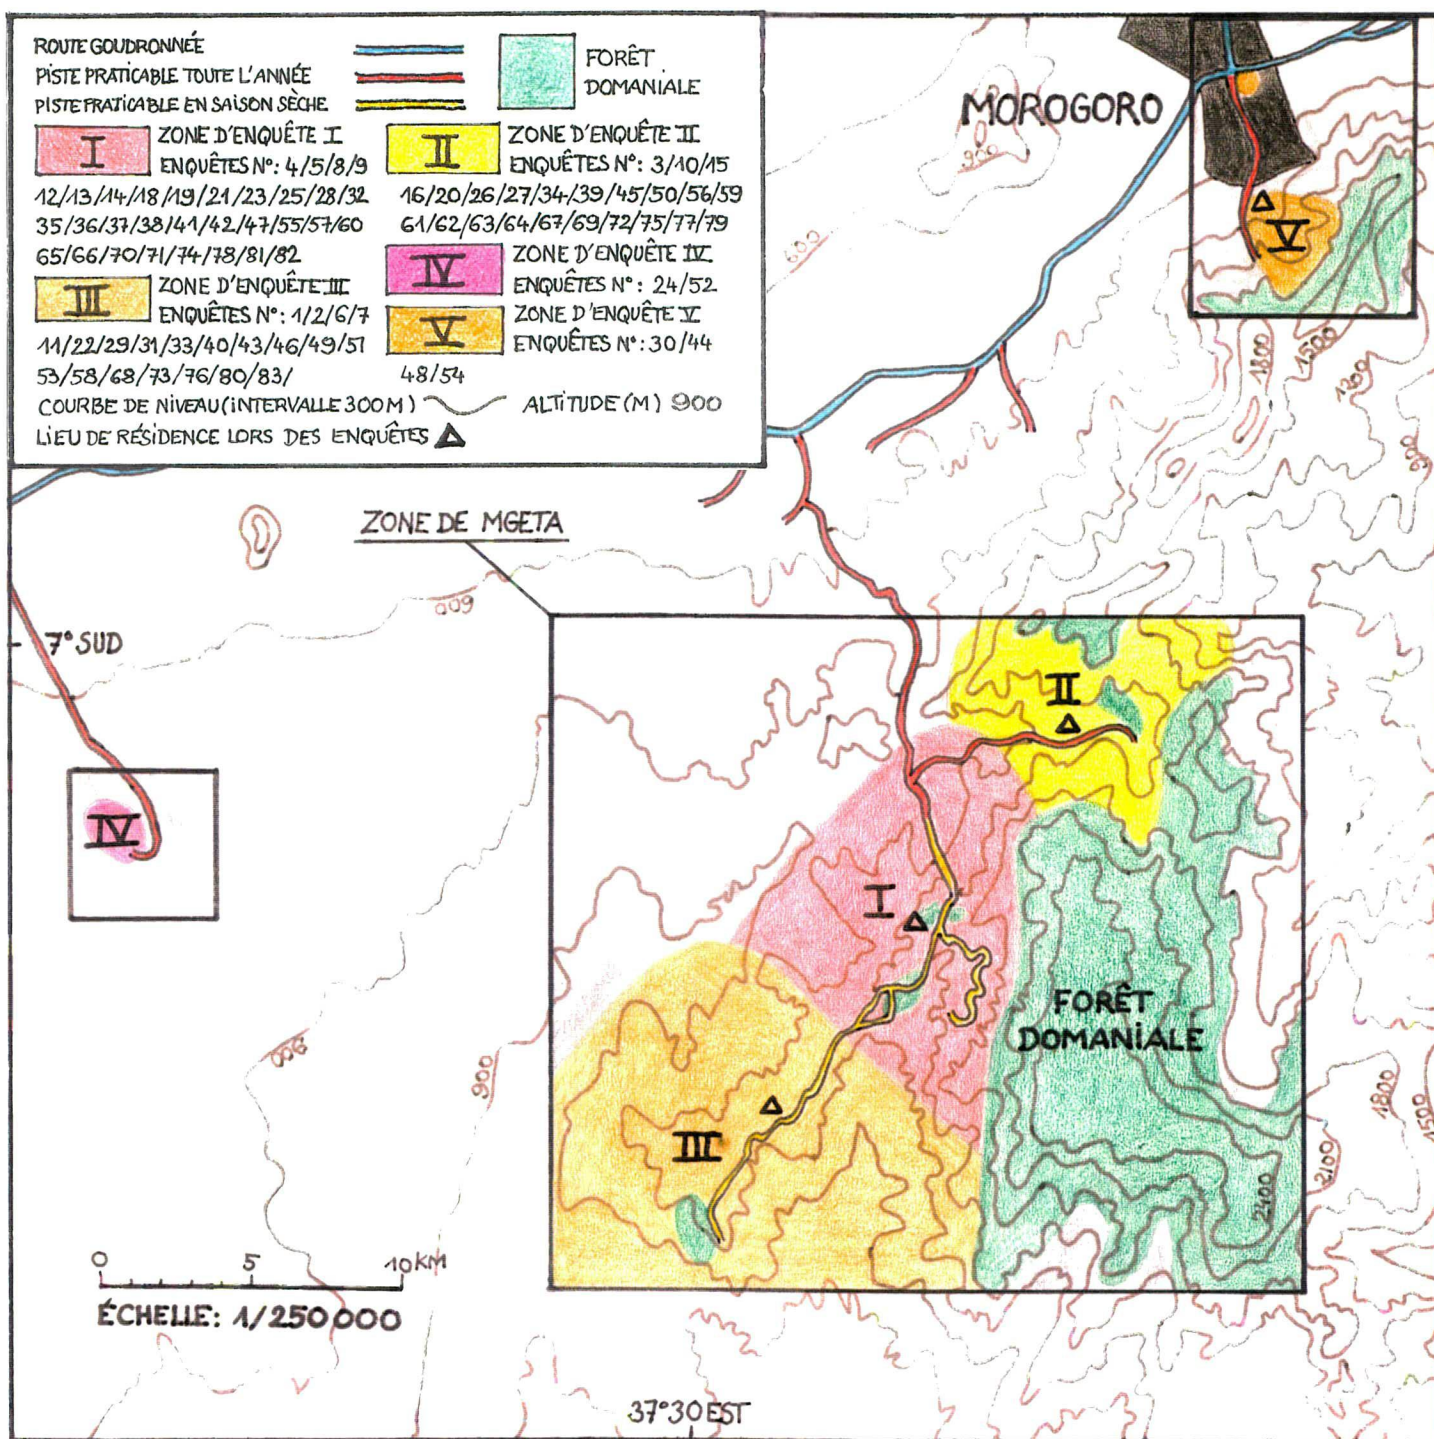 ROUTE GOUDRONNÉE
PISTE PRATICABLE TOUTE L'ANNÉE
PISTE PRATICABLE EN SAISON SÈCHE
FORÊT
DOMANIALE
I
ZONE D'ENQUÊTE I
ENQUÊTES N°: 4/5/8/9
12/13/14/18/19/21/23/25/28/32
35/36/37/38/41/42/47/55/57/60
65/66/70/71/74/78/81/82
II
ZONE D'ENQUÊTE II
ENQUÊTES N°: 3/10/15
16/20/26/27/34/39/45/50/56/59
61/62/63/64/67/69/72/75/77/79
III
ZONE D'ENQUÊTE III
ENQUÊTES N°: 1/2/6/7
11/22/29/31/33/40/43/46/49/51
53/58/68/73/76/80/83/
IV
ZONE D'ENQUÊTE IV
ENQUÊTES N°: 24/52
V
ZONE D'ENQUÊTE V
ENQUÊTES N°: 30/44
48/54
COURBE DE NIVEAU (INTERVALLE 300 M)
ALTITUDE (M) 900
LIEU DE RÉSIDENCE LORS DES ENQUÊTES
MOROGORO
900
600
V
1800
1500
1200
900
ZONE DE MGETA
600
7° SUD
II
IV
I
FORÊT
DOMANIALE
900
900
III
1800
1500
2100
2400
0 5 10 KM
ÉCHELLE: 1/250 000
37°30 EST